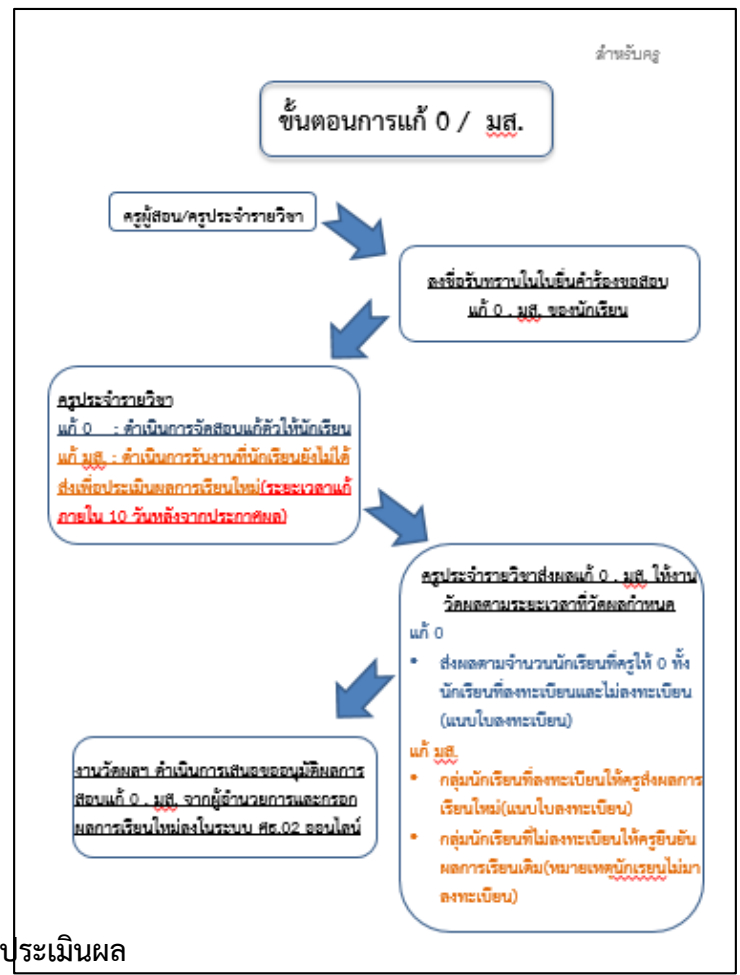 สำหรับครู
ขั้นตอนการแก้ 0 / มส.
ครูผู้สอน/ครูประจำรายวิชา
ลงชื่อรับทราบในใบยื่นคำร้องขอสอบ
แก้ 0 , มส. ของนักเรียน
ครูประจำรายวิชา
แก้ 0 : ดำเนินการจัดสอบแก้ตัวให้นักเรียน
แก้ มส. : ดำเนินการรับงานที่นักเรียนยังไม่ได้
ส่งเพื่อประเมินผลการเรียนใหม่(ระยะเวลาแก้
ภายใน 10 วันหลังจากประกาศผล)
ครูประจำรายวิชาส่งผลแก้ 0 , มส. ให้งาน
วัดผลตามระยะเวลาที่วัดผลกำหนด
แก้ 0
• ส่งผลตามจำนวนนักเรียนที่ครูให้ 0 ทั้ง
นักเรียนที่ลงทะเบียนและไม่ลงทะเบียน
(แนบใบลงทะเบียน)
แก้ มส.
• กลุ่มนักเรียนที่ลงทะเบียนให้ครูส่งผลการ
เรียนใหม่(แนบใบลงทะเบียน)
• กลุ่มนักเรียนที่ไม่ลงทะเบียนให้ครูยืนยัน
ผลการเรียนเดิม(หมายเหตุนักเรยนไม่มา
ลงทะเบียน)
งานวัดผลฯ ดำเนินการเสนอขออนุมัติผลการ
สอบแก้ 0 , มส. จากผู้อำนวยการและกรอก
ผลการเรียนใหม่ลงในระบบ ศธ.02 ออนไลน์
ประเมินผล